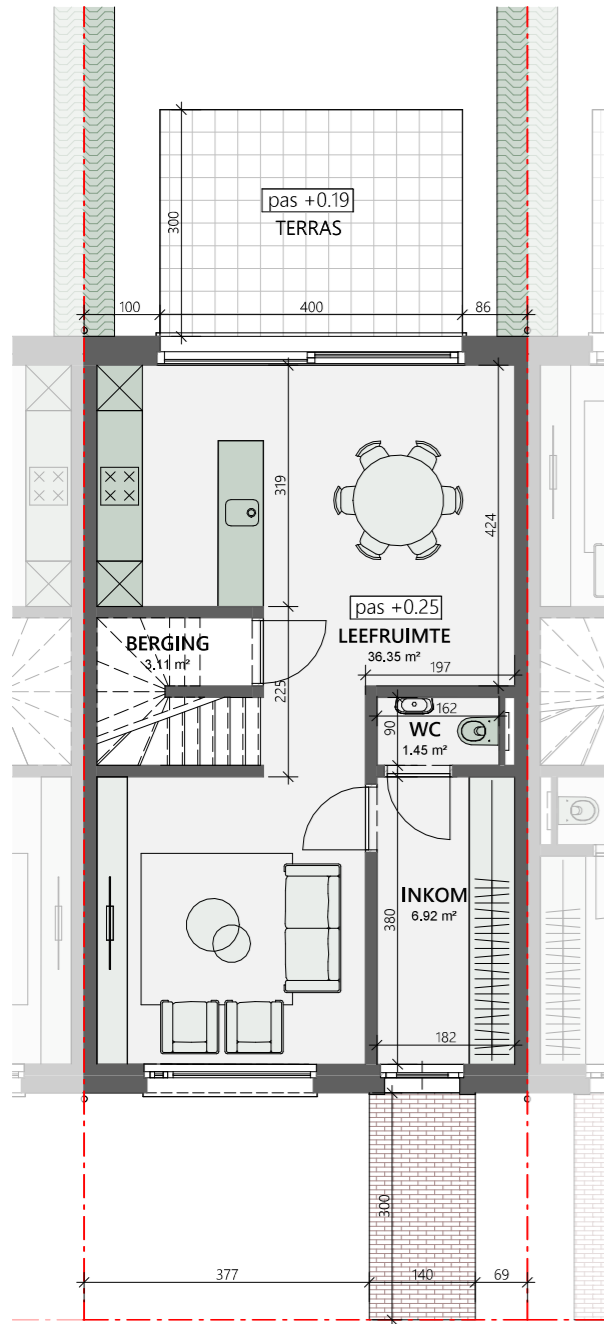 pas +0.19
TERRAS
300
100
400
86
319
424
pas +0.25
LEEFRUIMTE
36.35 m²
BERGING
3.11 m²
197
225
162
90
WC
1.45 m²
INKOM
6.92 m²
380
182
300
377
140
69